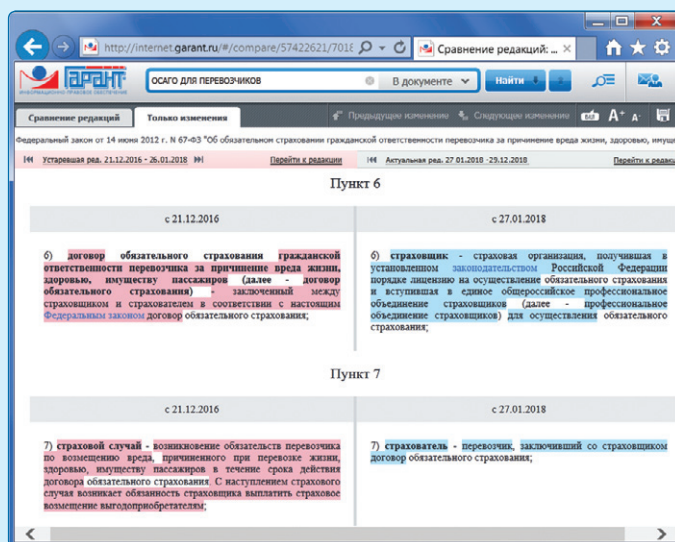 http://internet.garant.ru/#/compare/57422621/7018
Сравнение редакций: ...
ГАРАНТ
ИНФОРМАЦИОННО-ПРАВОВОЕ ОБЕСПЕЧЕНИЕ
ОСАГО ДЛЯ ПЕРЕВОЗЧИКОВ
В документе
Найти
Сравнение редакций
Только изменения
Предыдущее изменение
Следующее изменение
A+ A-
Федеральный закон от 14 июня 2012 г. N 67-ФЗ "Об обязательном страховании гражданской ответственности перевозчика за причинение вреда жизни, здоровью, имущ
Устаревшая ред. 21.12.2016 - 26.01.2018
Перейти к редакции
Актуальная ред. 27.01.2018 -29.12.2018
Перейти к редакц
Пункт 6
с 21.12.2016
с 27.01.2018
6) договор обязательного страхования гражданской
ответственности перевозчика за причинение вреда жизни,
здоровью, имуществу пассажиров (далее - договор
обязательного страхования) - заключенный между
страховщиком и страхователем в соответствии с настоящим
Федеральным законом договор обязательного страхования;
6) страховщик - страховая организация, получившая в
установленном законодательством Российской Федерации
порядке лицензию на осуществление обязательного страхования
и вступившая в единое общероссийское профессиональное
объединение страховщиков (далее - профессиональное
объединение страховщиков) для осуществления обязательного
страхования;
Пункт 7
с 21.12.2016
с 27.01.2018
7) страховой случай - возникновение обязательств перевозчика
по возмещению вреда, причиненного при перевозке жизни,
здоровью, имуществу пассажиров в течение срока действия
договора обязательного страхования. С наступлением страхового
случая возникает обязанность страховщика выплатить страховое
возмещение выгодоприобретателям;
7) страхователь - перевозчик, заключивший со страховщиком
договор обязательного страхования;